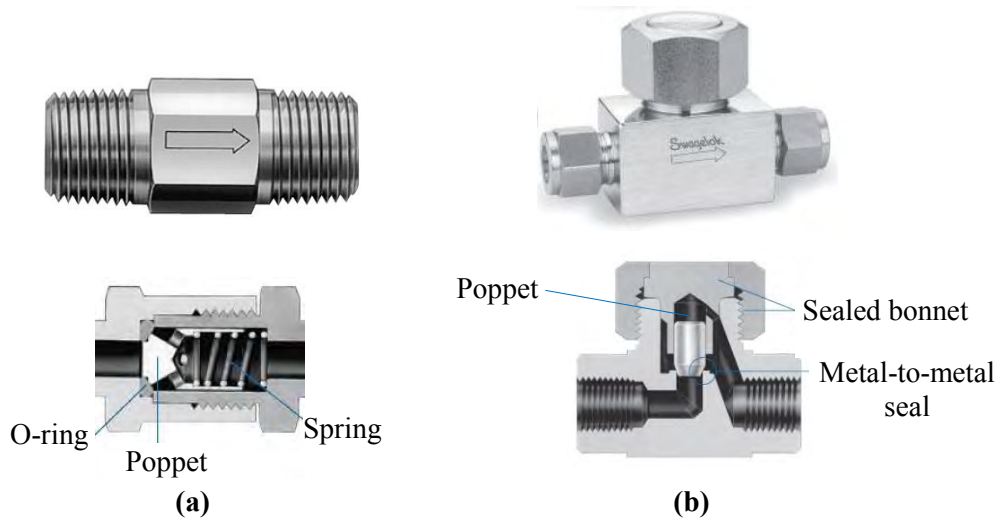 Swagelok
Poppet
Sealed bonnet
Metal-to-metal
seal
O-ring
Spring
Poppet
(a)
(b)